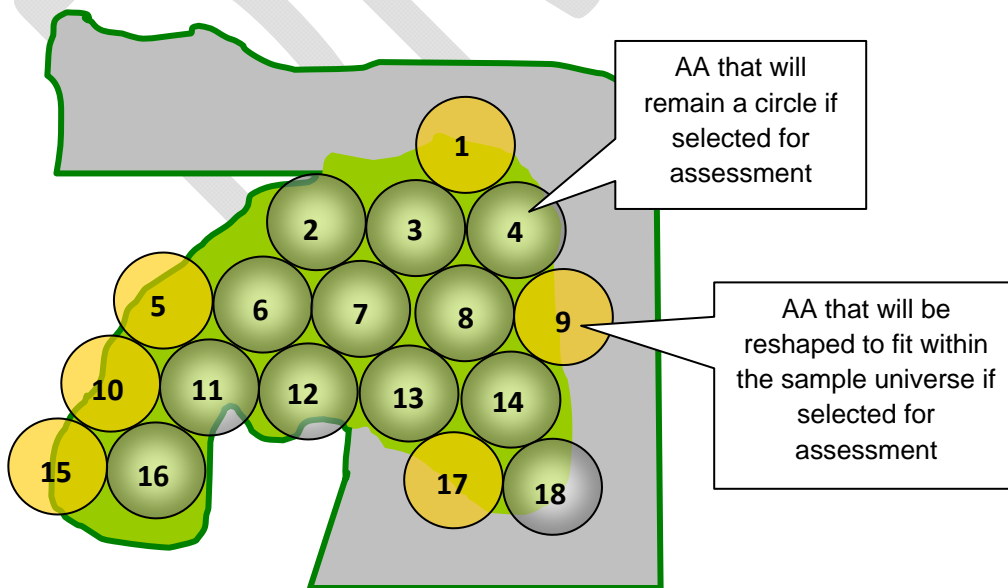 AA that will
remain a circle if
selected for
assessment
1
2
3
4
5
6
7
8
9
AA that will be
reshaped to fit within
the sample universe if
selected for
assessment
10
11
12
13
14
15
16
17
18